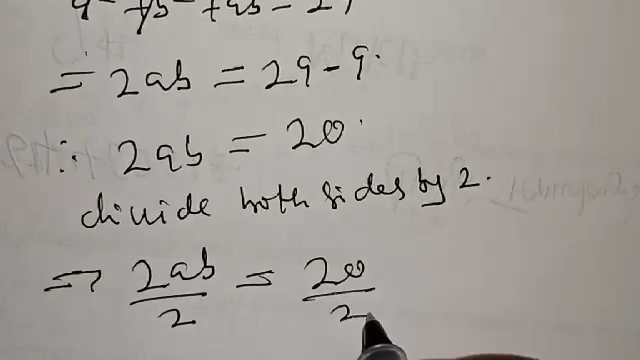 = 2ab = 29 - 9.
∴ 2ab = 20.
divide both sides by 2.
⇒ 2ab/2 = 20/2